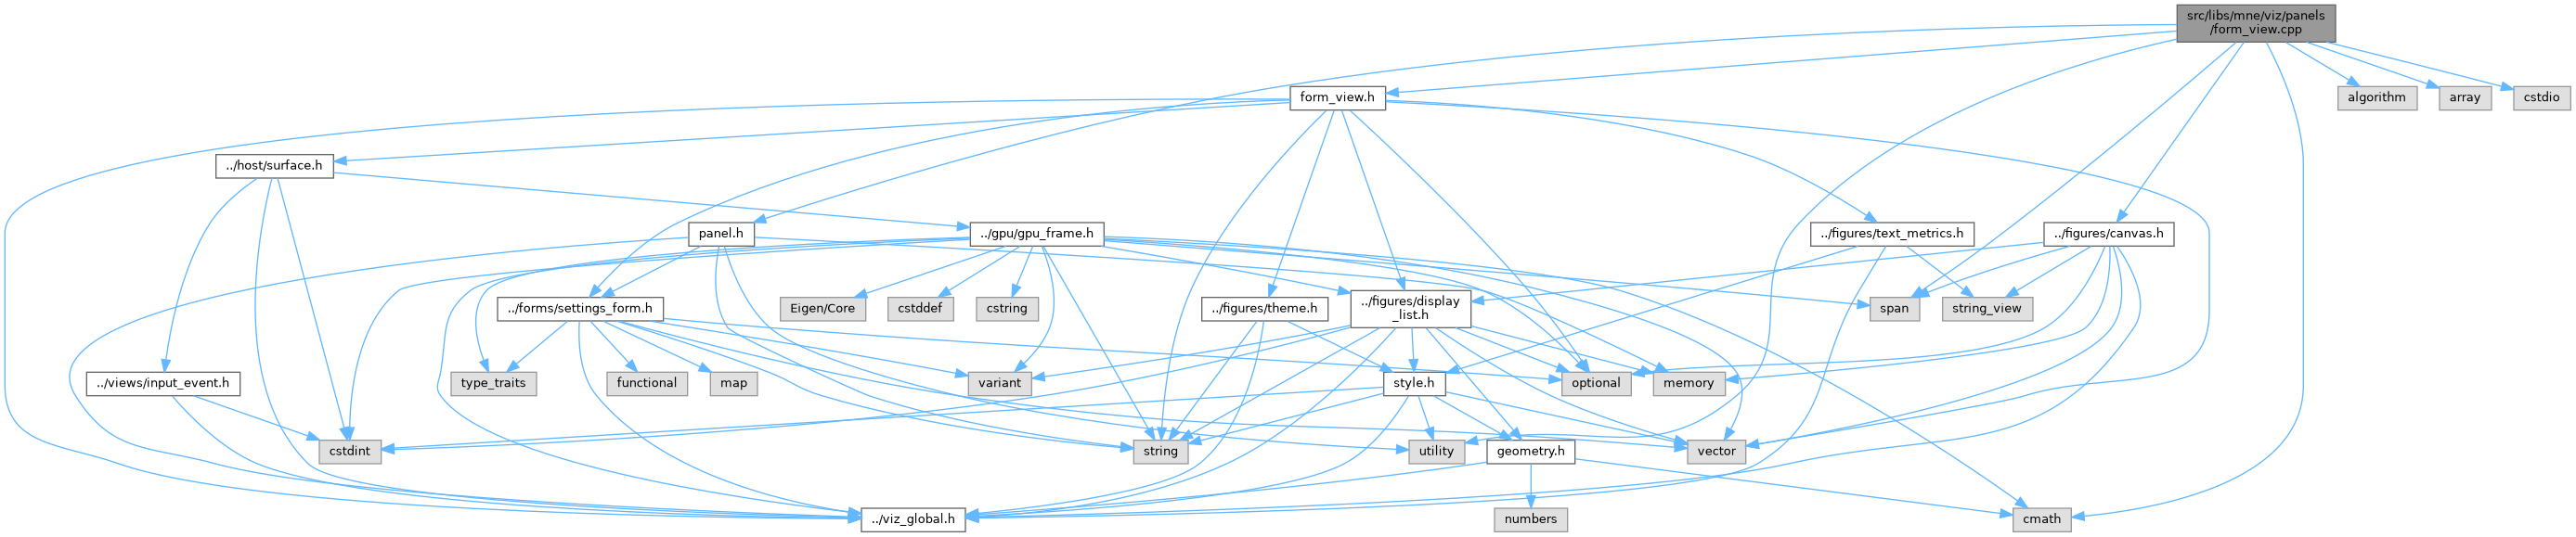 src/libs/mne/viz/panels
/form_view.cpp
form_view.h
algorithm
array
cstdio
../host/surface.h
panel.h
../gpu/gpu_frame.h
../figures/text_metrics.h
../figures/canvas.h
../forms/settings_form.h
Eigen/Core
cstddef
cstring
../figures/theme.h
../figures/display
_list.h
span
string_view
../views/input_event.h
type_traits
functional
map
variant
style.h
optional
memory
cstdint
string
utility
geometry.h
vector
../viz_global.h
numbers
cmath